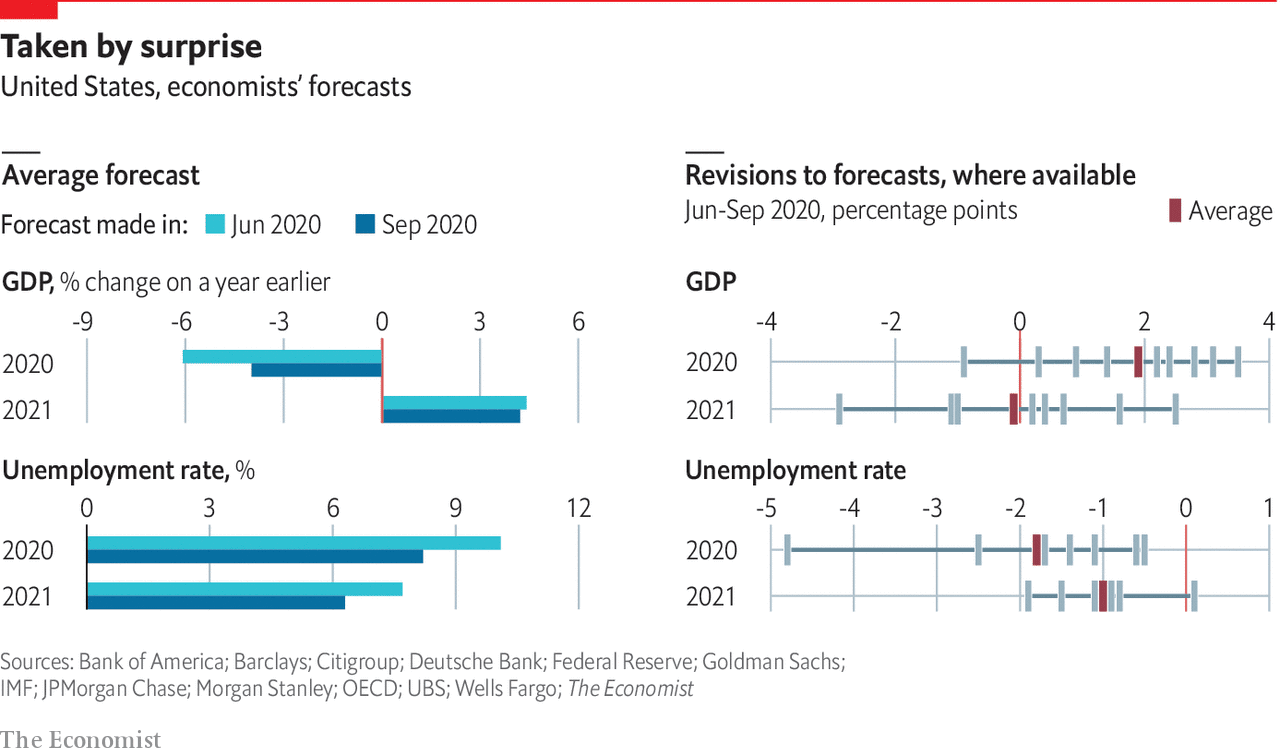 Taken by surprise
United States, economists’ forecasts
Average forecast
Forecast made in: Jun 2020 Sep 2020
GDP, % change on a year earlier
-9 -6 -3 0 3 6
2020
2021
Unemployment rate, %
0 3 6 9 12
2020
2021
Revisions to forecasts, where available
Jun-Sep 2020, percentage points Average
GDP
-4 -2 0 2 4
2020
2021
Unemployment rate
-5 -4 -3 -2 -1 0 1
2020
2021
Sources: Bank of America; Barclays; Citigroup; Deutsche Bank; Federal Reserve; Goldman Sachs;
IMF; JPMorgan Chase; Morgan Stanley; OECD; UBS; Wells Fargo; The Economist
The Economist